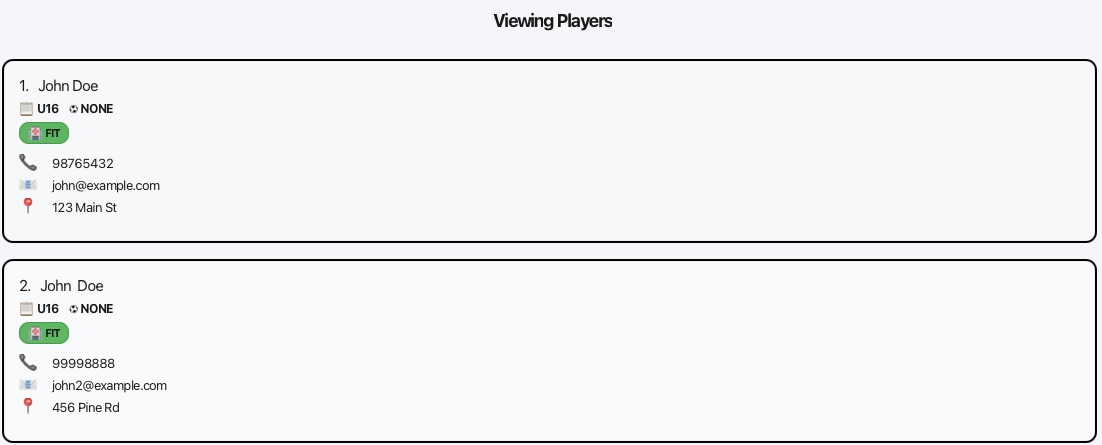 Viewing Players
1. John Doe
U16 NONE
FIT
98765432
john@example.com
123 Main St
2. John  Doe
U16 NONE
FIT
99998888
john2@example.com
456 Pine Rd